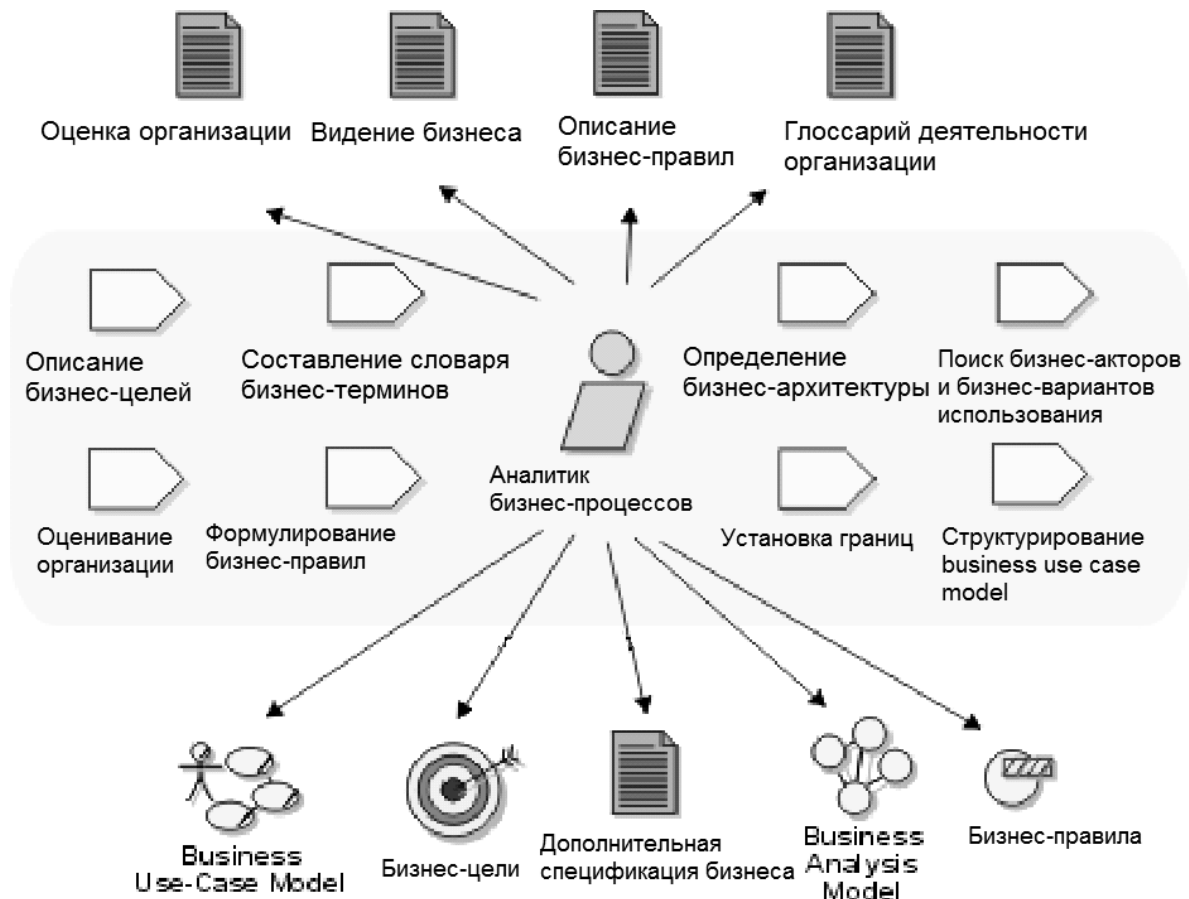 Оценка организации
Видение бизнеса
Описание
бизнес-правил
Глоссарий деятельности
организации
Описание
бизнес-целей
Составление словаря
бизнес-терминов
Определение
бизнес-архитектуры
Поиск бизнес-акторов
и бизнес-вариантов
использования
Аналитик
бизнес-процессов
Оценивание
организации
Формулирование
бизнес-правил
Установка границ
Структурирование
business use case
model
Business
Use-Case Model
Бизнес-цели
Дополнительная
спецификация бизнеса
Business
Analysis
Model
Бизнес-правила